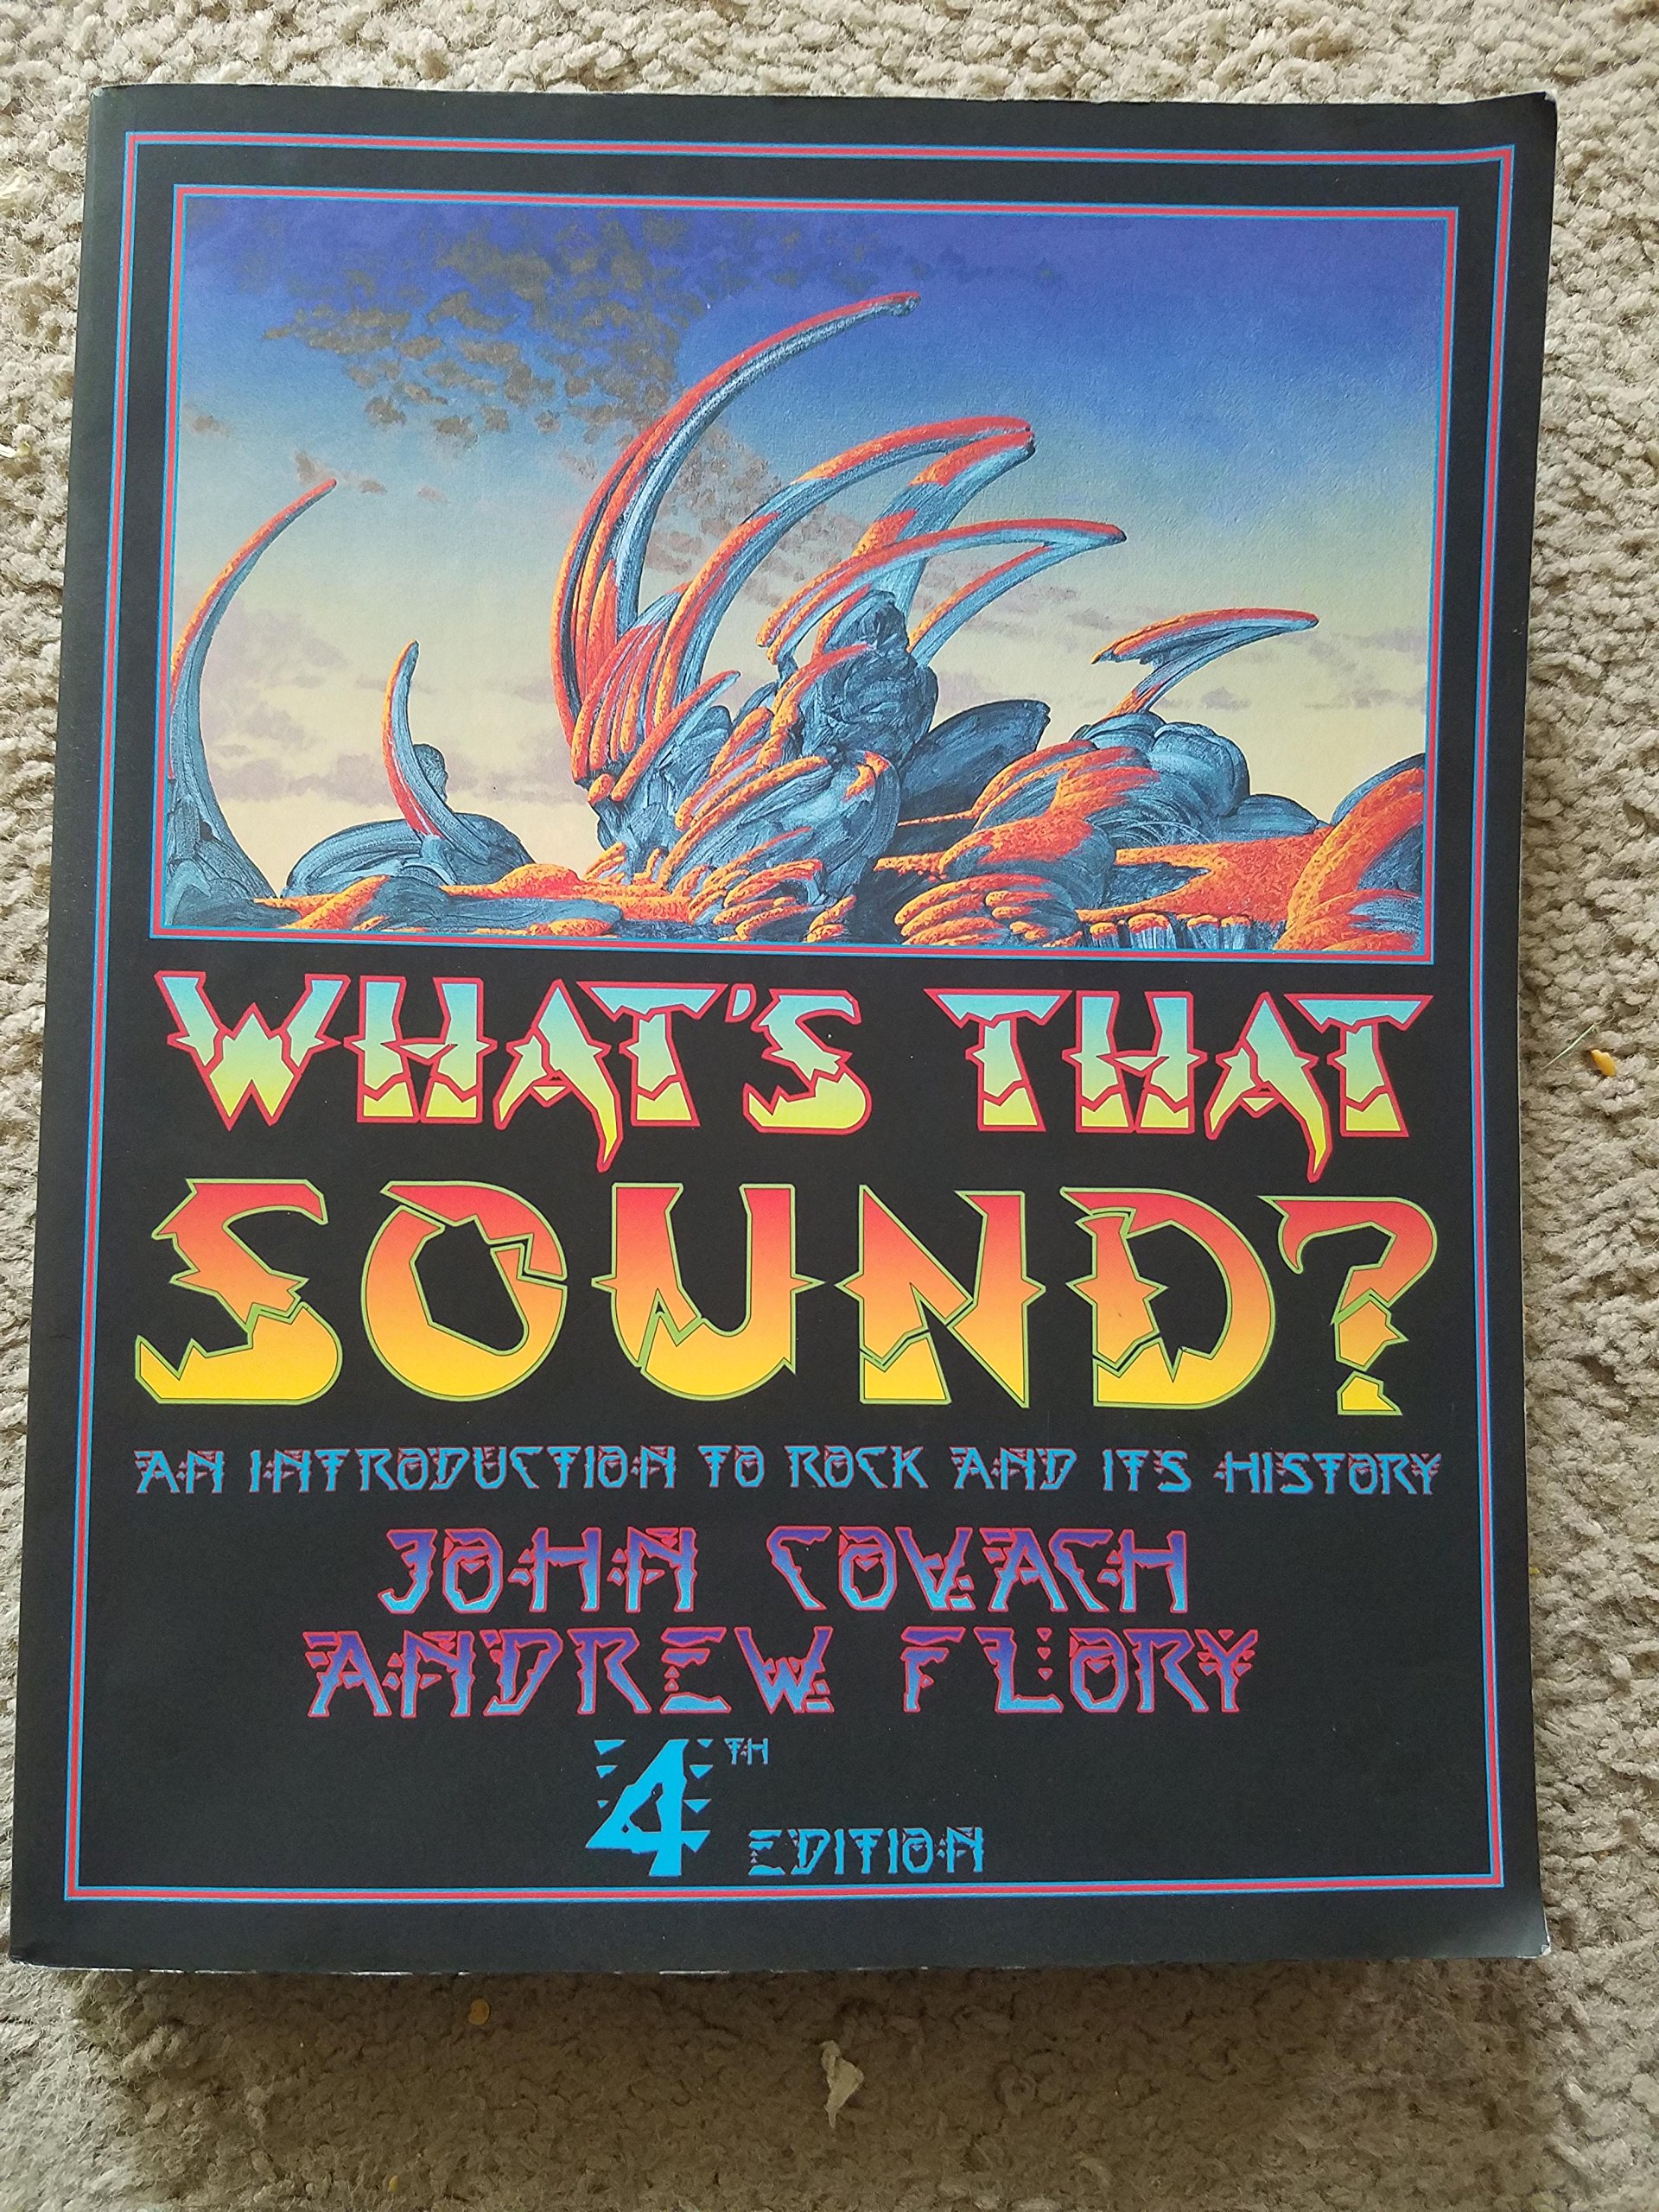 WHAT'S THAT
SOUND?
AN INTRODUCTION TO ROCK AND ITS HISTORY
JOHN COVACH
ANDREW FLORY
4TH
EDITION